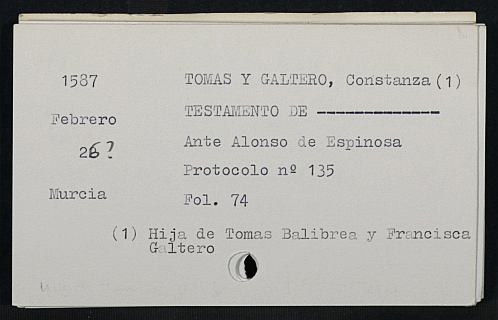 1587 TOMAS Y GALTERO, Constanza (1)
Febrero TESTAMENTO DE -------------
26? Ante Alonso de Espinosa
Protocolo nº 135
Murcia Fol. 74
(1) Hija de Tomas Balibrea y Francisca
Galtero